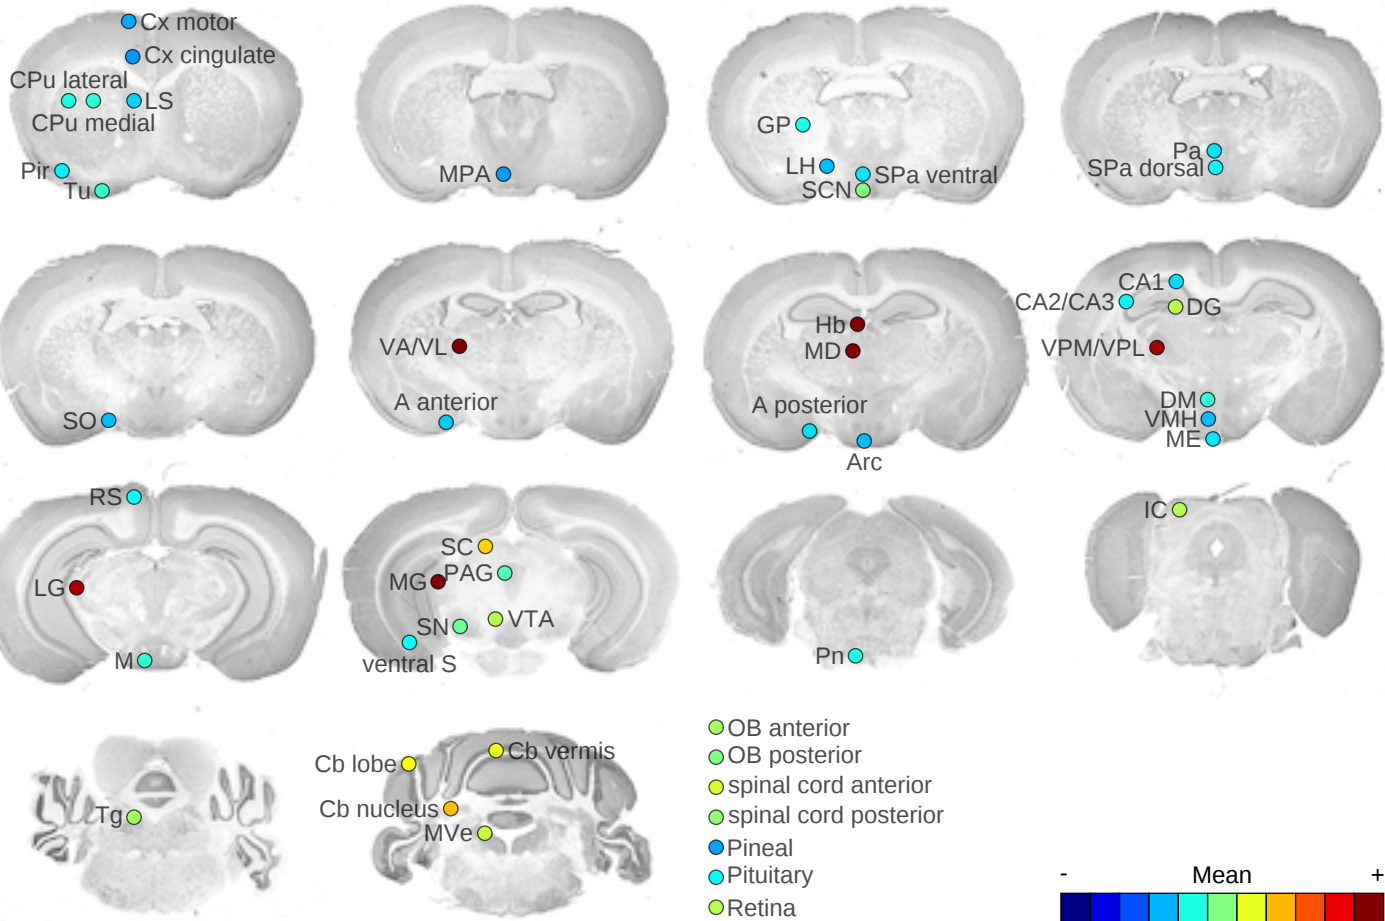 Cx motor
Cx cingulate
CPu lateral
LS
CPu medial
Pir
Tu
MPA
GP
LH
SPa ventral
SCN
Pa
SPa dorsal
SO
VA/VL
A anterior
Hb
MD
A posterior
Arc
CA1
CA2/CA3
DG
VPM/VPL
DM
VMH
ME
RS
LG
M
SC
MG
PAG
SN
VTA
ventral S
Pn
IC
Tg
Cb lobe
Cb vermis
Cb nucleus
MVe
OB anterior
OB posterior
spinal cord anterior
spinal cord posterior
Pineal
Pituitary
Retina
- Mean +